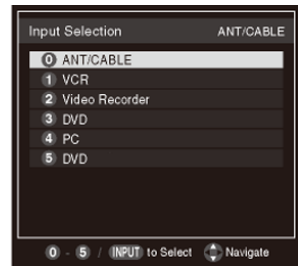 Input Selection ANT/CABLE
0 ANT/CABLE
1 VCR
2 Video Recorder
3 DVD
4 PC
5 DVD
0 - 5 / INPUT to Select Navigate